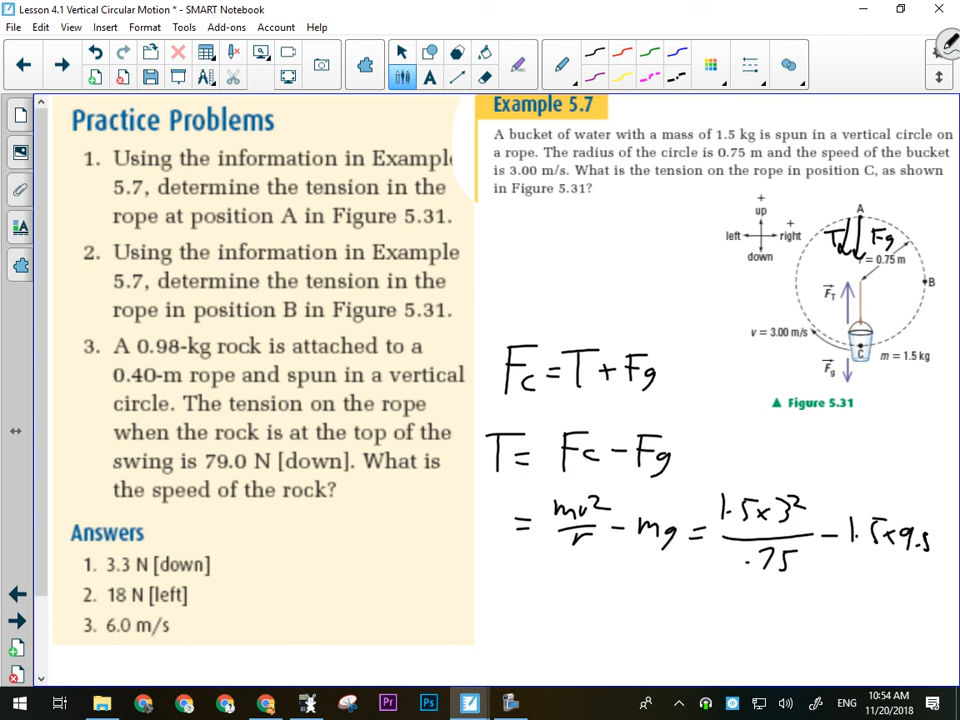 Lesson 4.1 Vertical Circular Motion * - SMART Notebook
File Edit View Insert Format Tools Add-ons Account Help
Practice Problems
1. Using the information in Example
5.7, determine the tension in the
rope at position A in Figure 5.31.
2. Using the information in Example
5.7, determine the tension in the
rope in position B in Figure 5.31.
3. A 0.98-kg rock is attached to a
0.40-m rope and spun in a vertical
circle. The tension on the rope
when the rock is at the top of the
swing is 79.0 N [down]. What is
the speed of the rock?
Answers
1. 3.3 N [down]
2. 18 N [left]
3. 6.0 m/s
Example 5.7
A bucket of water with a mass of 1.5 kg is spun in a vertical circle on
a rope. The radius of the circle is 0.75 m and the speed of the bucket
is 3.00 m/s. What is the tension on the rope in position C, as shown
in Figure 5.31?
+
up
+
left right
down
A
T Fg
= 0.75 m
B
F⃗T
v = 3.00 m/s
C
m = 1.5 kg
F⃗g
▲ Figure 5.31
Fc = T + Fg
T = Fc - Fg
= mv²/r - mg = 1.5 x 3²/.75 - 1.5 x 9.8
Pr Ps
ENG
10:54 AM
11/20/2018